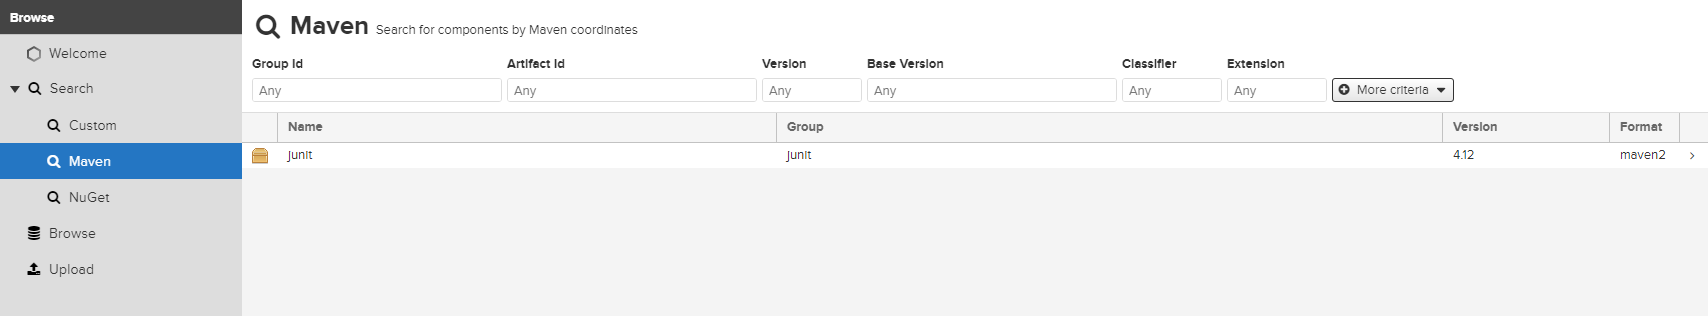 Browse
Welcome
Search
Custom
Maven
NuGet
Browse
Upload
Maven Search for components by Maven coordinates
Group Id Artifact Id Version Base Version Classifier Extension
Any Any Any Any Any Any More criteria
Name Group Version Format
junit junit 4.12 maven2